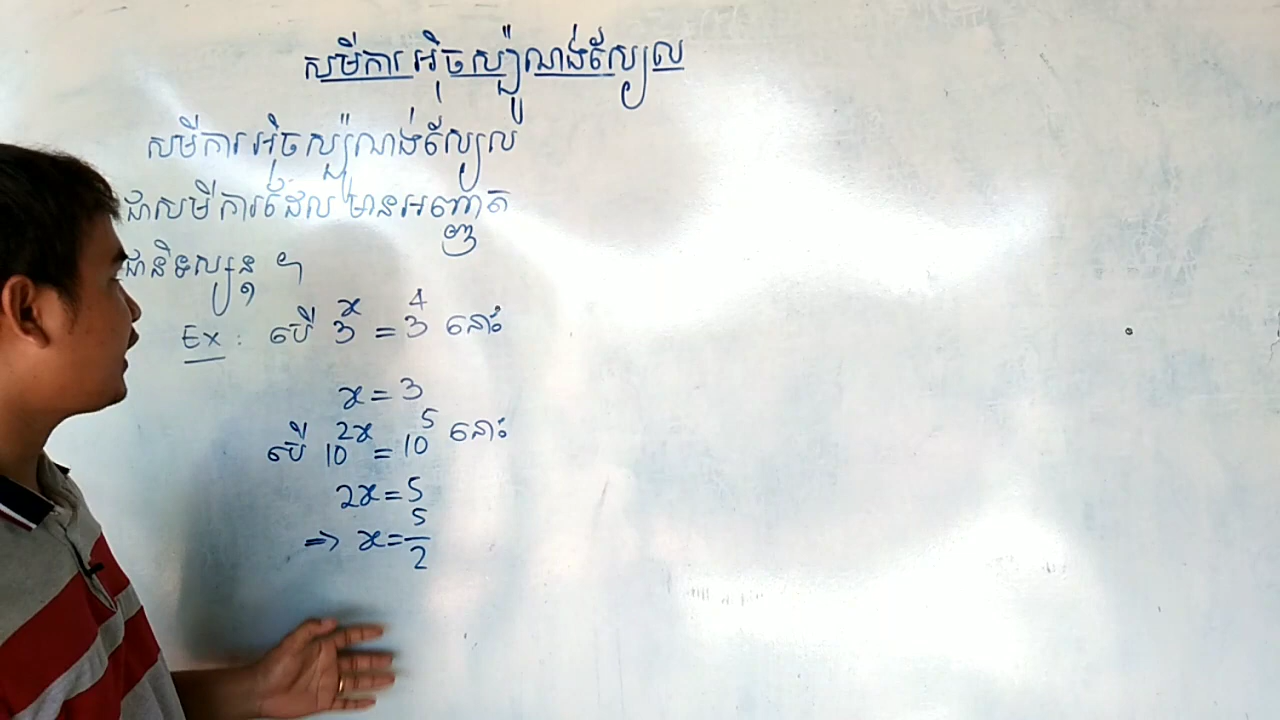 សមីការអ៊ិចស្ប៉ូណង់ស្យែល
សមីការអ៊ិចស្ប៉ូណង់ស្យែល
ជាសមីការដែលមានអញ្ញាត
ជានិទស្សន្ត ។
Ex : បើ 3^x = 3^4 នោះ
x = 3
បើ 10^{2x} = 10^5 នោះ
2x = 5
⇒ x = 5/2